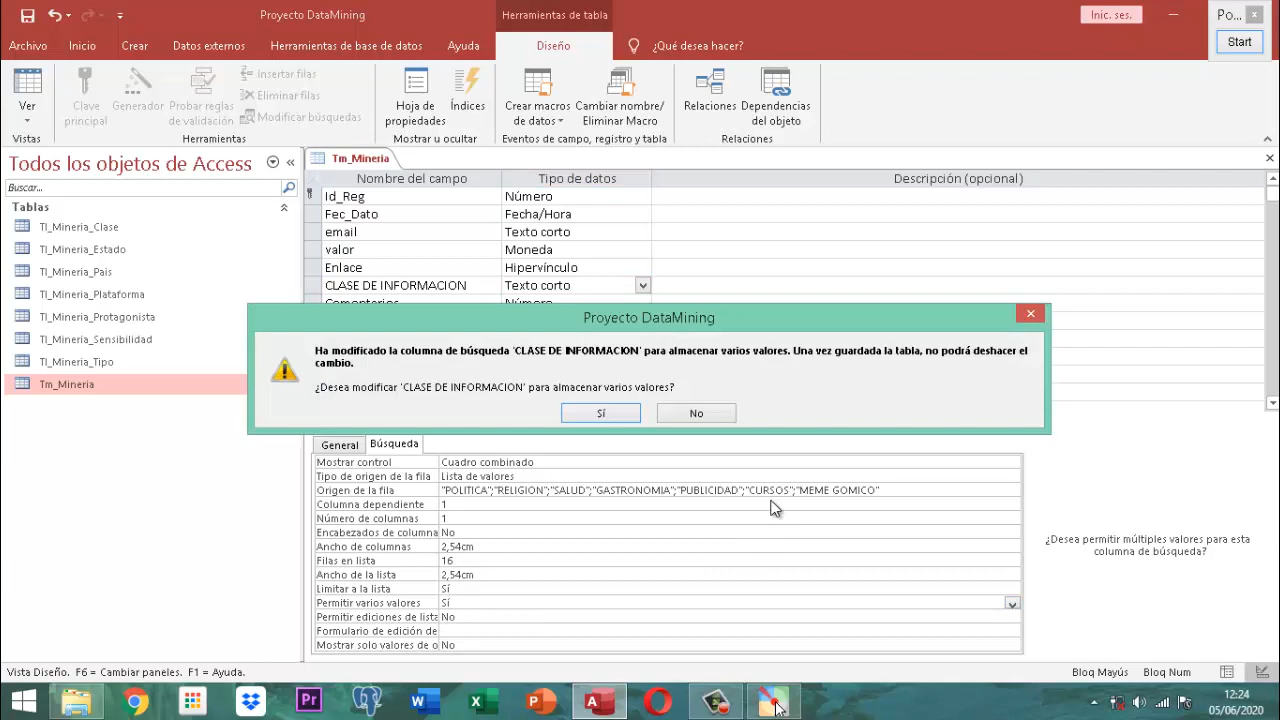 Proyecto DataMining
Herramientas de tabla
Inic. ses.
Po...
Archivo
Inicio
Crear
Datos externos
Herramientas de base de datos
Ayuda
Diseño
¿Qué desea hacer?
Start
Ver
Clave principal
Generador
Probar reglas de validación
Insertar filas
Eliminar filas
Modificar búsquedas
Hoja de propiedades
Índices
Crear macros de datos
Cambiar nombre/ Eliminar Macro
Relaciones
Dependencias del objeto
Vistas
Herramientas
Mostrar u ocultar
Eventos de campo, registro y tabla
Relaciones
Todos los objetos de Access
Buscar...
Tablas
Tl_Mineria_Clase
Tl_Mineria_Estado
Tl_Mineria_Pais
Tl_Mineria_Plataforma
Tl_Mineria_Protagonista
Tl_Mineria_Sensibilidad
Tl_Mineria_Tipo
Tm_Mineria
Tm_Mineria
Nombre del campo Tipo de datos Descripción (opcional)
Id_Reg Número
Fec_Dato Fecha/Hora
email Texto corto
valor Moneda
Enlace Hipervínculo
CLASE DE INFORMACION Texto corto
Comentarios Número
Proyecto DataMining
Ha modificado la columna de búsqueda 'CLASE DE INFORMACION' para almacenar varios valores. Una vez guardada la tabla, no podrá deshacer el
cambio.
¿Desea modificar 'CLASE DE INFORMACION' para almacenar varios valores?
Sí No
General Búsqueda
Mostrar control Cuadro combinado
Tipo de origen de la fila Lista de valores
Origen de la fila "POLITICA";"RELIGION";"SALUD";"GASTRONOMIA";"PUBLICIDAD";"CURSOS";"MEME GOMICO"
Columna dependiente 1
Número de columnas 1
Encabezados de columna No
Ancho de columnas 2,54cm
Filas en lista 16
Ancho de la lista 2,54cm
Limitar a la lista Sí
Permitir varios valores Sí
Permitir ediciones de lista No
Formulario de edición de
Mostrar solo valores de o No
¿Desea permitir múltiples valores para esta
columna de búsqueda?
Vista Diseño. F6 = Cambiar paneles. F1 = Ayuda.
Bloq Mayús Bloq Num
Pr
W
X
P
A
12:24
05/06/2020